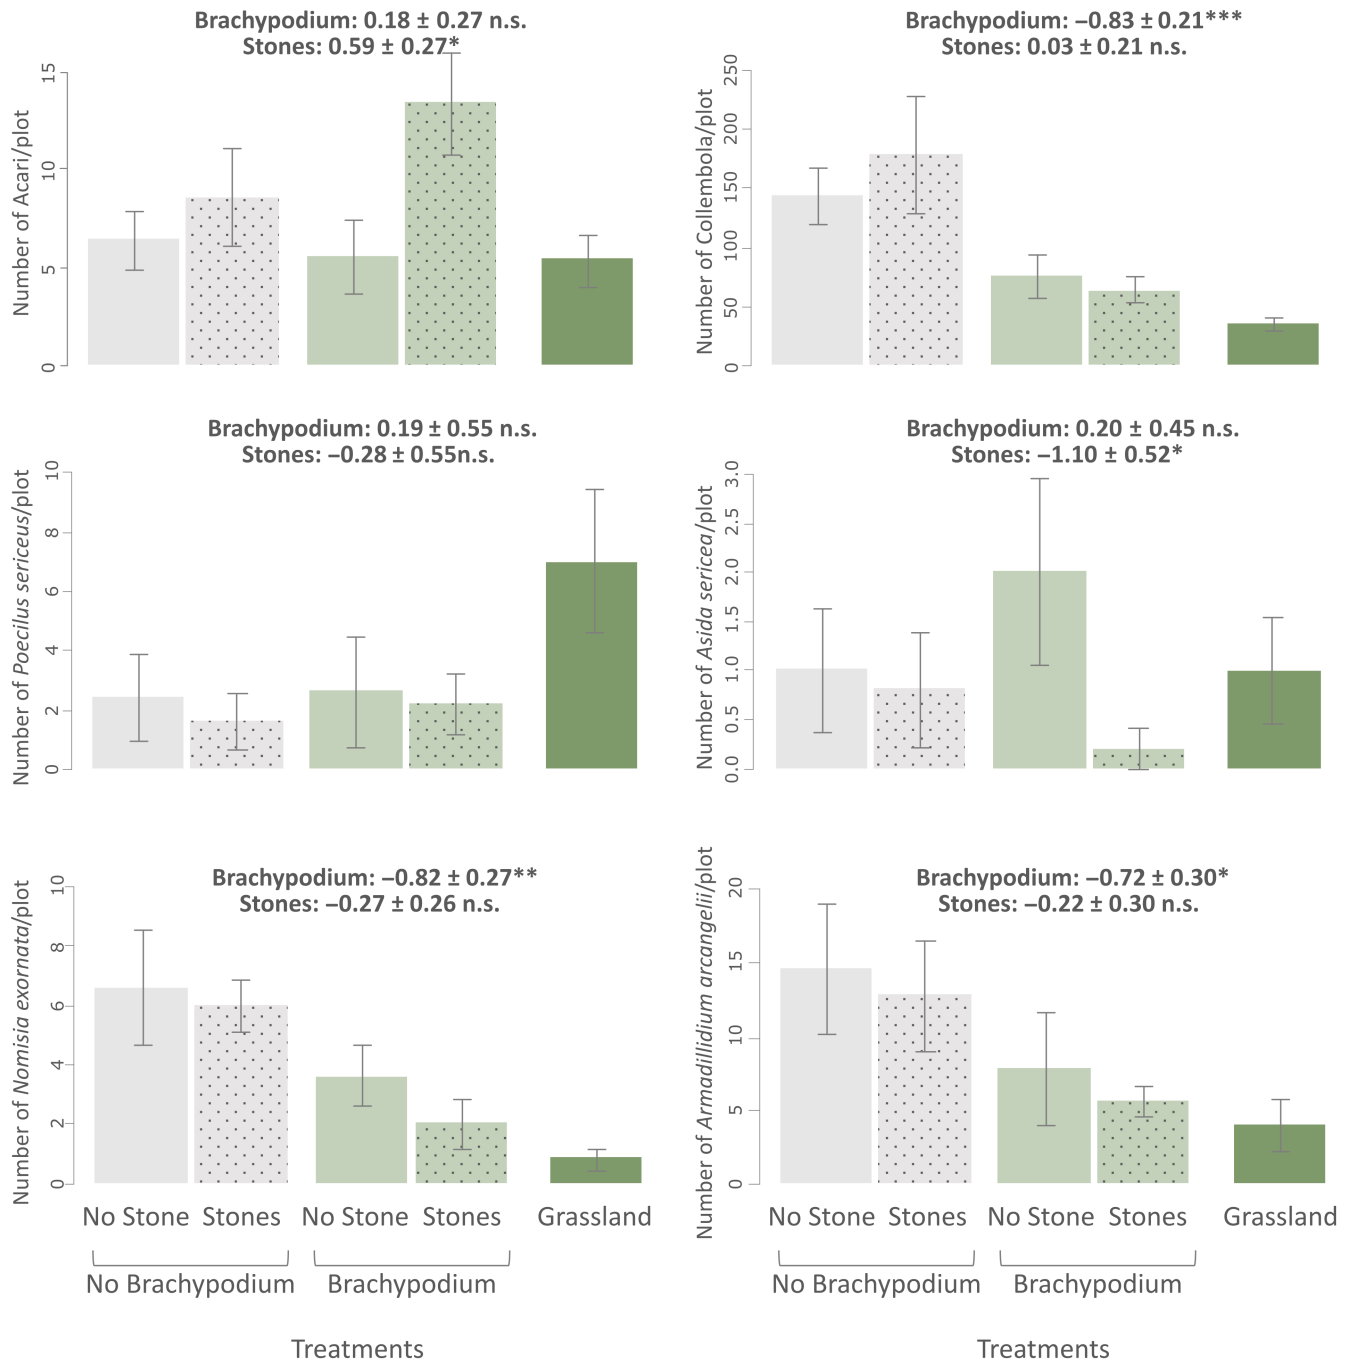 Brachypodium: 0.18 ± 0.27 n.s.
Stones: 0.59 ± 0.27*
Number of Acari/plot
15
10
5
0
Brachypodium: −0.83 ± 0.21***
Stones: 0.03 ± 0.21 n.s.
Number of Collembola/plot
250
200
150
100
50
0
Brachypodium: 0.19 ± 0.55 n.s.
Stones: −0.28 ± 0.55n.s.
Number of Poecilus sericeus/plot
10
8
6
4
2
0
Brachypodium: 0.20 ± 0.45 n.s.
Stones: −1.10 ± 0.52*
Number of Asida sericea/plot
3.0
2.5
2.0
1.5
1.0
0.5
0.0
Brachypodium: −0.82 ± 0.27**
Stones: −0.27 ± 0.26 n.s.
Number of Nomisia exornata/plot
10
8
6
4
2
0
No Stone Stones No Stone Stones Grassland
No Brachypodium Brachypodium
Treatments
Brachypodium: −0.72 ± 0.30*
Stones: −0.22 ± 0.30 n.s.
Number of Armadillidium arcangelii/plot
20
15
10
5
0
No Stone Stones No Stone Stones Grassland
No Brachypodium Brachypodium
Treatments